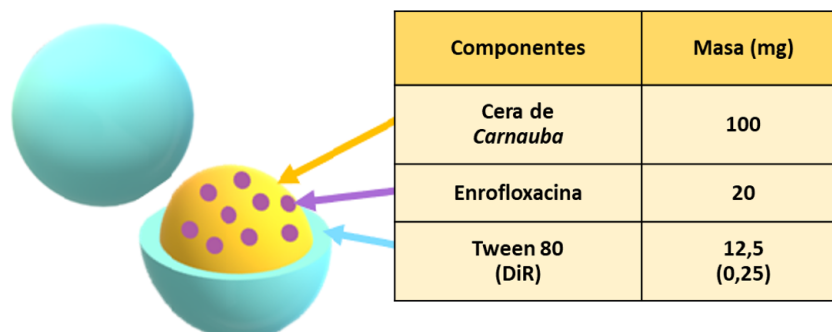 Componentes
Masa (mg)
Cera de
Carnauba
100
Enrofloxacina
20
Tween 80
(DiR)
12,5
(0,25)